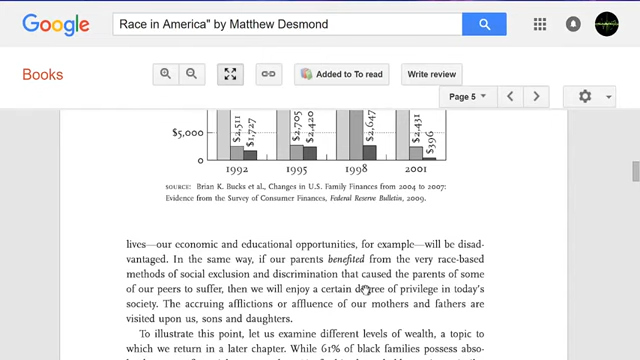 Google
Race in America" by Matthew Desmond
Books
Added to To read
Write review
Page 5
$5,000
0
$2,511
$1,727
$2,705
$2,420
$2,647
$2,431
$396
1992
1995
1998
2001
SOURCE: Brian K. Bucks et al., Changes in U.S. Family Finances from 2004 to 2007:
Evidence from the Survey of Consumer Finances, Federal Reserve Bulletin, 2009.
lives—our economic and educational opportunities, for example—will be disad-
vantaged. In the same way, if our parents benefited from the very race-based
methods of social exclusion and discrimination that caused the parents of some
of our peers to suffer, then we will enjoy a certain degree of privilege in today's
society. The accruing afflictions or affluence of our mothers and fathers are
visited upon us, sons and daughters.
To illustrate this point, let us examine different levels of wealth, a topic to
which we return in a later chapter. While 61% of black families possess abso-